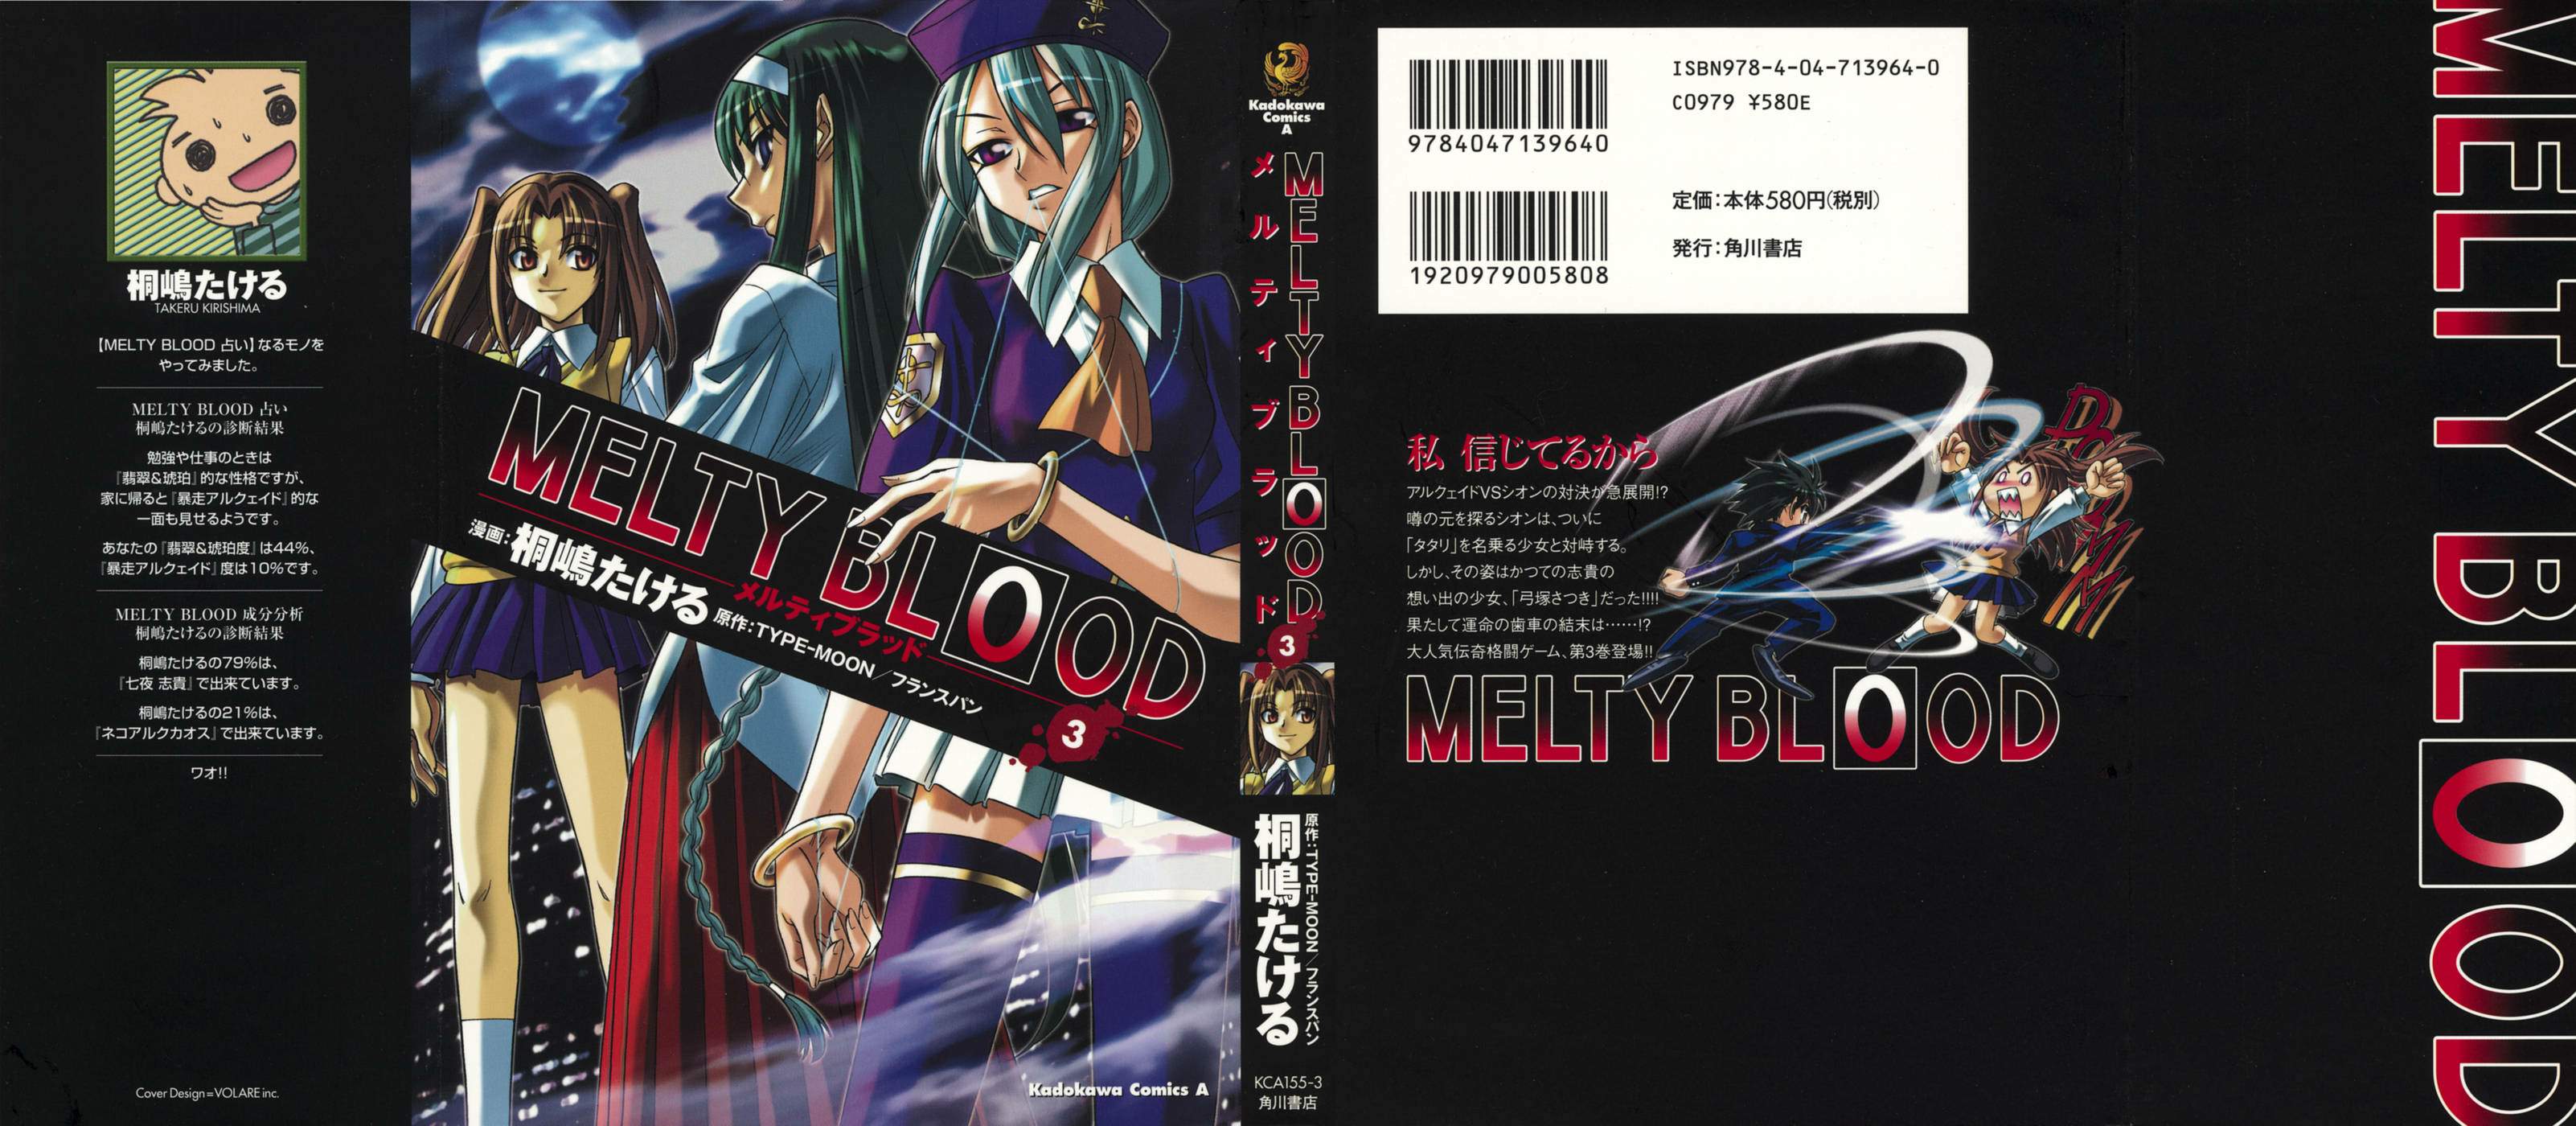 桐嶋たける
TAKERU KIRISHIMA
【MELTY BLOOD 占い】なるモノを
やってみました。
MELTY BLOOD 占い
桐嶋たけるの診断結果
勉強や仕事のときは
『翡翠&琥珀』的な性格ですが、
家に帰ると『暴走アルクェイド』的な
一面も見せるようです。
あなたの『翡翠&琥珀度』は44%、
『暴走アルクェイド』度は10%です。
MELTY BLOOD 成分分析
桐嶋たけるの診断結果
桐嶋たけるの79%は、
『七夜 志貴』で出来ています。
桐嶋たけるの21%は、
『ネコアルクカオス』で出来ています。
ワオ!!
Cover Design=VOLARE inc.
MELTY BLOOD
メルティブラッド
漫画:桐嶋たける
原作:TYPE-MOON/フランスパン
3
Kadokawa Comics A
Kadokawa
Comics
A
メルティブラッド
MELTY BLOOD
3
原作:TYPE-MOON/フランスパン
桐嶋たける
KCA155-3
角川書店
ISBN978-4-04-713964-0
C0979 ¥580E
9784047139640
定価:本体580円(税別)
発行:角川書店
1920979005808
私 信じてるから
アルクェイドVSシオンの対決が急展開!?
噂の元を探るシオンは、ついに
「タタリ」を名乗る少女と対峙する。
しかし、その姿はかつての志貴の
想い出の少女、「弓塚さつき」だった!!!!
果たして運命の歯車の結末は……!?
大人気伝奇格闘ゲーム、第3巻登場!!
MELTY BLOOD
MELTY BLOOD